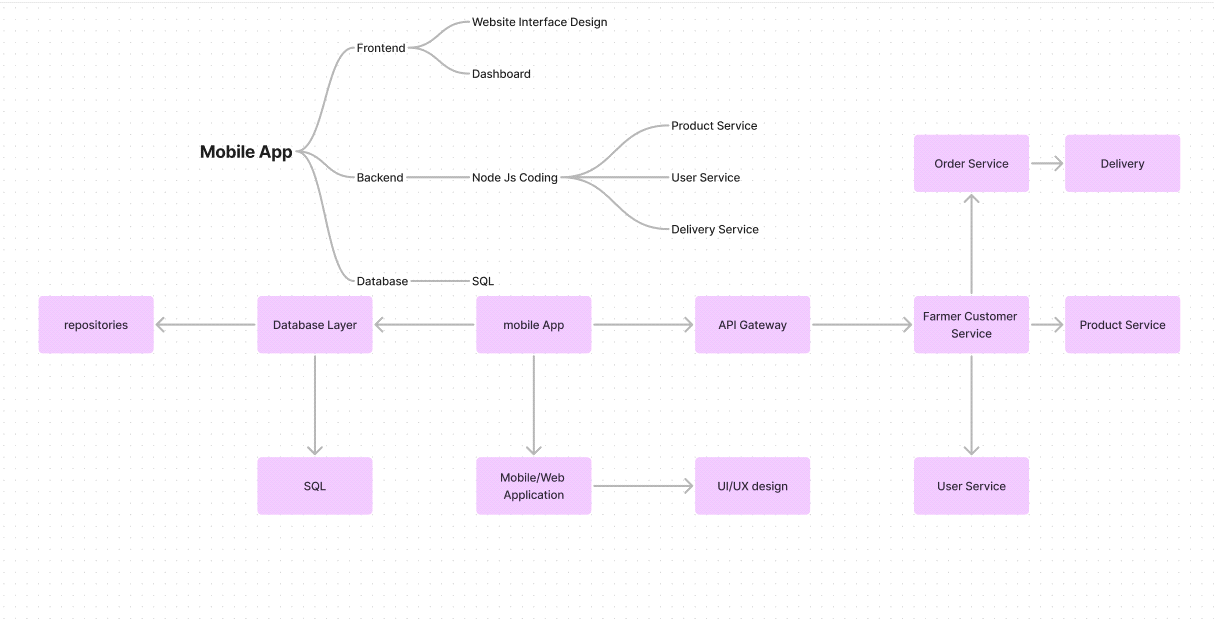 Website Interface Design
Frontend
Dashboard
Product Service
Mobile App
Backend
Node Js Coding
User Service
Delivery Service
Database
SQL
Order Service
Delivery
repositories
Database Layer
mobile App
API Gateway
Farmer Customer
Service
Product Service
SQL
Mobile/Web
Application
UI/UX design
User Service